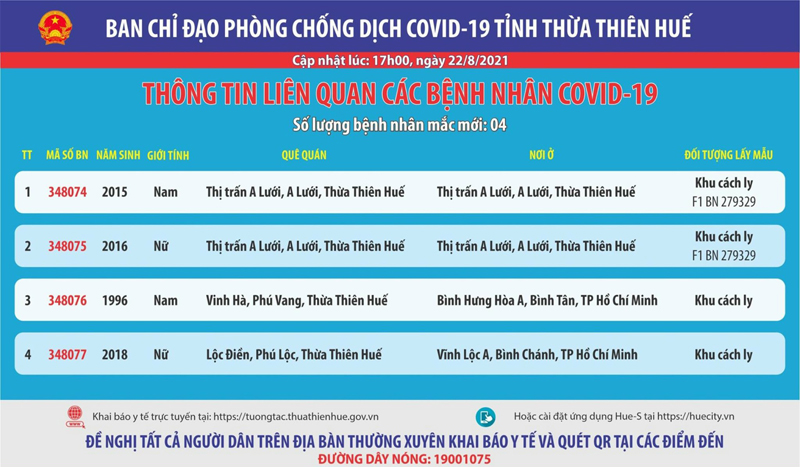 BAN CHỈ ĐẠO PHÒNG CHỐNG DỊCH COVID-19 TỈNH THỪA THIÊN HUẾ
Cập nhật lúc: 17h00, ngày 22/8/2021
THÔNG TIN LIÊN QUAN CÁC BỆNH NHÂN COVID-19
Số lượng bệnh nhân mắc mới: 04
TT MÃ SỐ BN NĂM SINH GIỚI TÍNH QUÊ QUÁN NƠI Ở ĐỐI TƯỢNG LẤY MẪU
1 348074 2015 Nam Thị trấn A Lưới, A Lưới, Thừa Thiên Huế Thị trấn A Lưới, A Lưới, Thừa Thiên Huế Khu cách ly
F1 BN 279329
2 348075 2016 Nữ Thị trấn A Lưới, A Lưới, Thừa Thiên Huế Thị trấn A Lưới, A Lưới, Thừa Thiên Huế Khu cách ly
F1 BN 279329
3 348076 1996 Nam Vinh Hà, Phú Vang, Thừa Thiên Huế Bình Hưng Hòa A, Bình Tân, TP Hồ Chí Minh Khu cách ly
4 348077 2018 Nữ Lộc Điền, Phú Lộc, Thừa Thiên Huế Vĩnh Lộc A, Bình Chánh, TP Hồ Chí Minh Khu cách ly
WWW Khai báo y tế trực tuyến tại: https://tuongtac.thuathienhue.gov.vn Hoặc cài đặt ứng dụng Hue-S tại https://huecity.vn
ĐỀ NGHỊ TẤT CẢ NGƯỜI DÂN TRÊN ĐỊA BÀN THƯỜNG XUYÊN KHAI BÁO Y TẾ VÀ QUÉT QR TẠI CÁC ĐIỂM ĐẾN
ĐƯỜNG DÂY NÓNG: 19001075